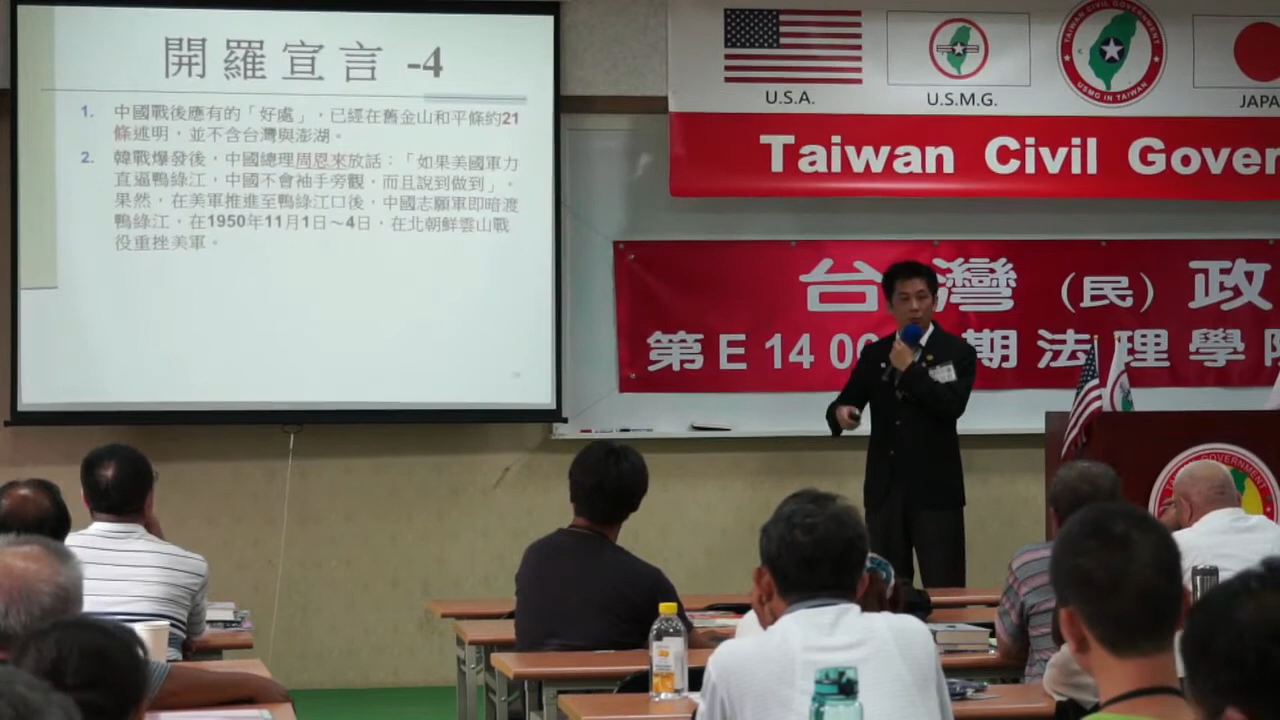 開羅宣言 -4
1. 中國戰後應有的「好處」，已經在舊金山和平條約21
條述明，並不含台灣與澎湖。
2. 韓戰爆發後，中國總理周恩來放話：「如果美國軍力
直逼鴨綠江，中國不會袖手旁觀，而且說到做到」。
果然，在美軍推進至鴨綠江口後，中國志願軍即暗渡
鴨綠江，在1950年11月1日～4日，在北朝鮮雲山戰
役重挫美軍。
U.S.A.
U.S.M.G.
TAIWAN CIVIL GOVERNMENT
USMG IN TAIWAN
JAPA
Taiwan Civil Gover
台灣（民）政
第E 14 0 期法理學